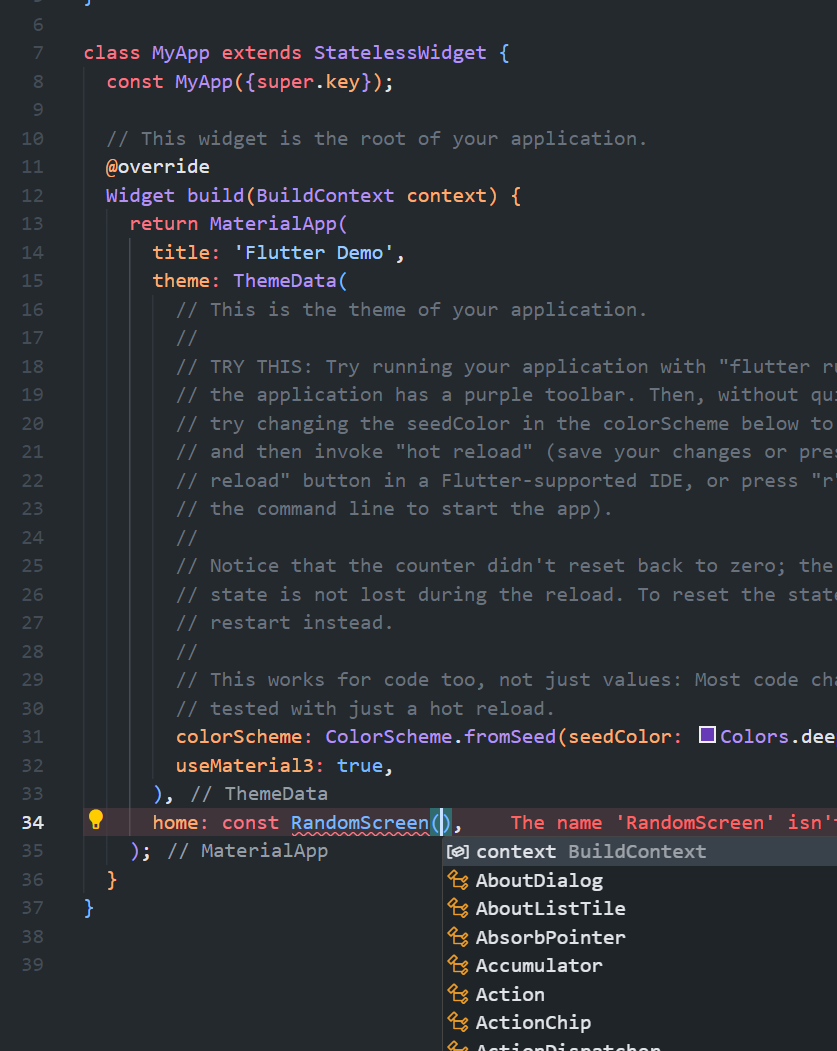 5 }
6
7 class MyApp extends StatelessWidget {
8 const MyApp({super.key});
9
10 // This widget is the root of your application.
11 @override
12 Widget build(BuildContext context) {
13 return MaterialApp(
14 title: 'Flutter Demo',
15 theme: ThemeData(
16 // This is the theme of your application.
17 //
18 // TRY THIS: Try running your application with "flutter ru
19 // the application has a purple toolbar. Then, without qui
20 // try changing the seedColor in the colorScheme below to
21 // and then invoke "hot reload" (save your changes or pres
22 // reload" button in a Flutter-supported IDE, or press "r"
23 // the command line to start the app).
24 //
25 // Notice that the counter didn't reset back to zero; the
26 // state is not lost during the reload. To reset the state
27 // restart instead.
28 //
29 // This works for code too, not just values: Most code cha
30 // tested with just a hot reload.
31 colorScheme: ColorScheme.fromSeed(seedColor: Colors.dee
32 useMaterial3: true,
33 ), // ThemeData
34 home: const RandomScreen(), The name 'RandomScreen' isn't
35 ); // MaterialApp
36 }
37 }
38
39
context BuildContext
AboutDialog
AboutListTile
AbsorbPointer
Accumulator
Action
ActionChip
ActionDispatcher